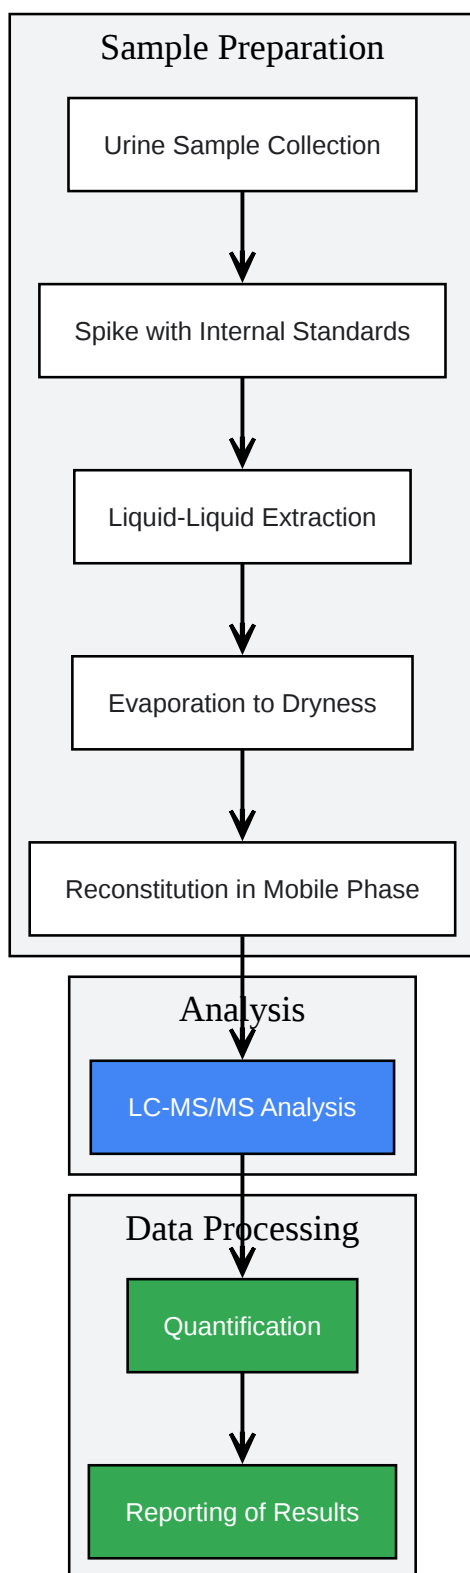 Sample Preparation
Urine Sample Collection
Spike with Internal Standards
Liquid-Liquid Extraction
Evaporation to Dryness
Reconstitution in Mobile Phase
Analysis
LC-MS/MS Analysis
Data Processing
Quantification
Reporting of Results